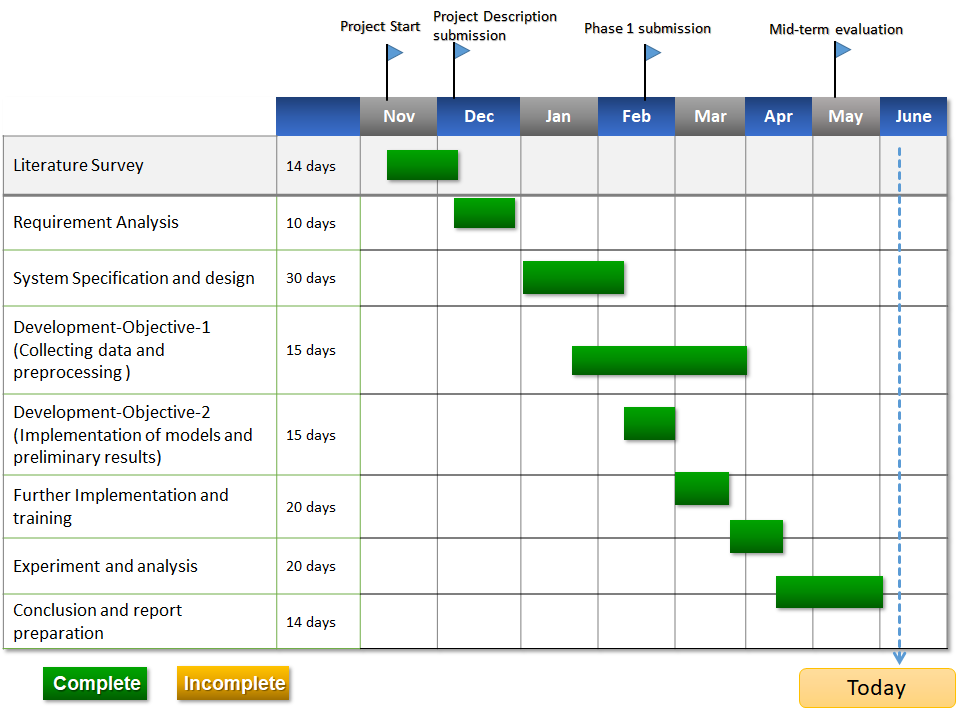 Project Start
Project Description
submission
Phase 1 submission
Mid-term evaluation
Nov Dec Jan Feb Mar Apr May June
Literature Survey 14 days
Requirement Analysis 10 days
System Specification and design 30 days
Development-Objective-1
(Collecting data and
preprocessing )
15 days
Development-Objective-2
(Implementation of models and
preliminary results)
15 days
Further Implementation and
training
20 days
Experiment and analysis 20 days
Conclusion and report
preparation
14 days
Complete Incomplete
Today